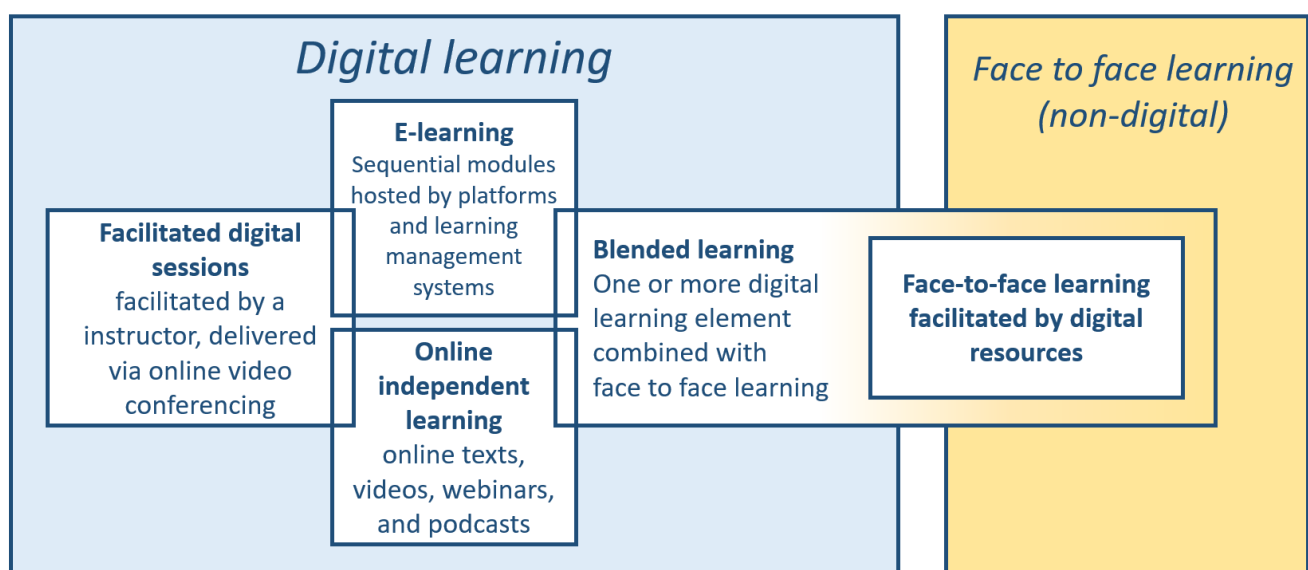 Digital learning
Face to face learning
(non-digital)
E-learning
Sequential modules
hosted by platforms
and learning
management
systems
Facilitated digital
sessions
facilitated by a
instructor, delivered
via online video
conferencing
Online
independent
learning
online texts,
videos, webinars,
and podcasts
Blended learning
One or more digital
learning element
combined with
face to face learning
Face-to-face learning
facilitated by digital
resources